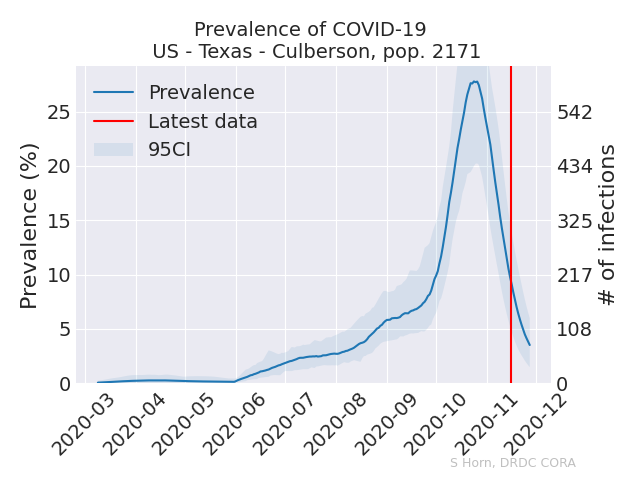 Prevalence of COVID-19
US - Texas - Culberson, pop. 2171
Prevalence
Latest data
95CI
Prevalence (%)
25
20
15
10
5
0
542
434
325
217
108
0
# of infections
2020-03
2020-04
2020-05
2020-06
2020-07
2020-08
2020-09
2020-10
2020-11
2020-12
S Horn, DRDC CORA